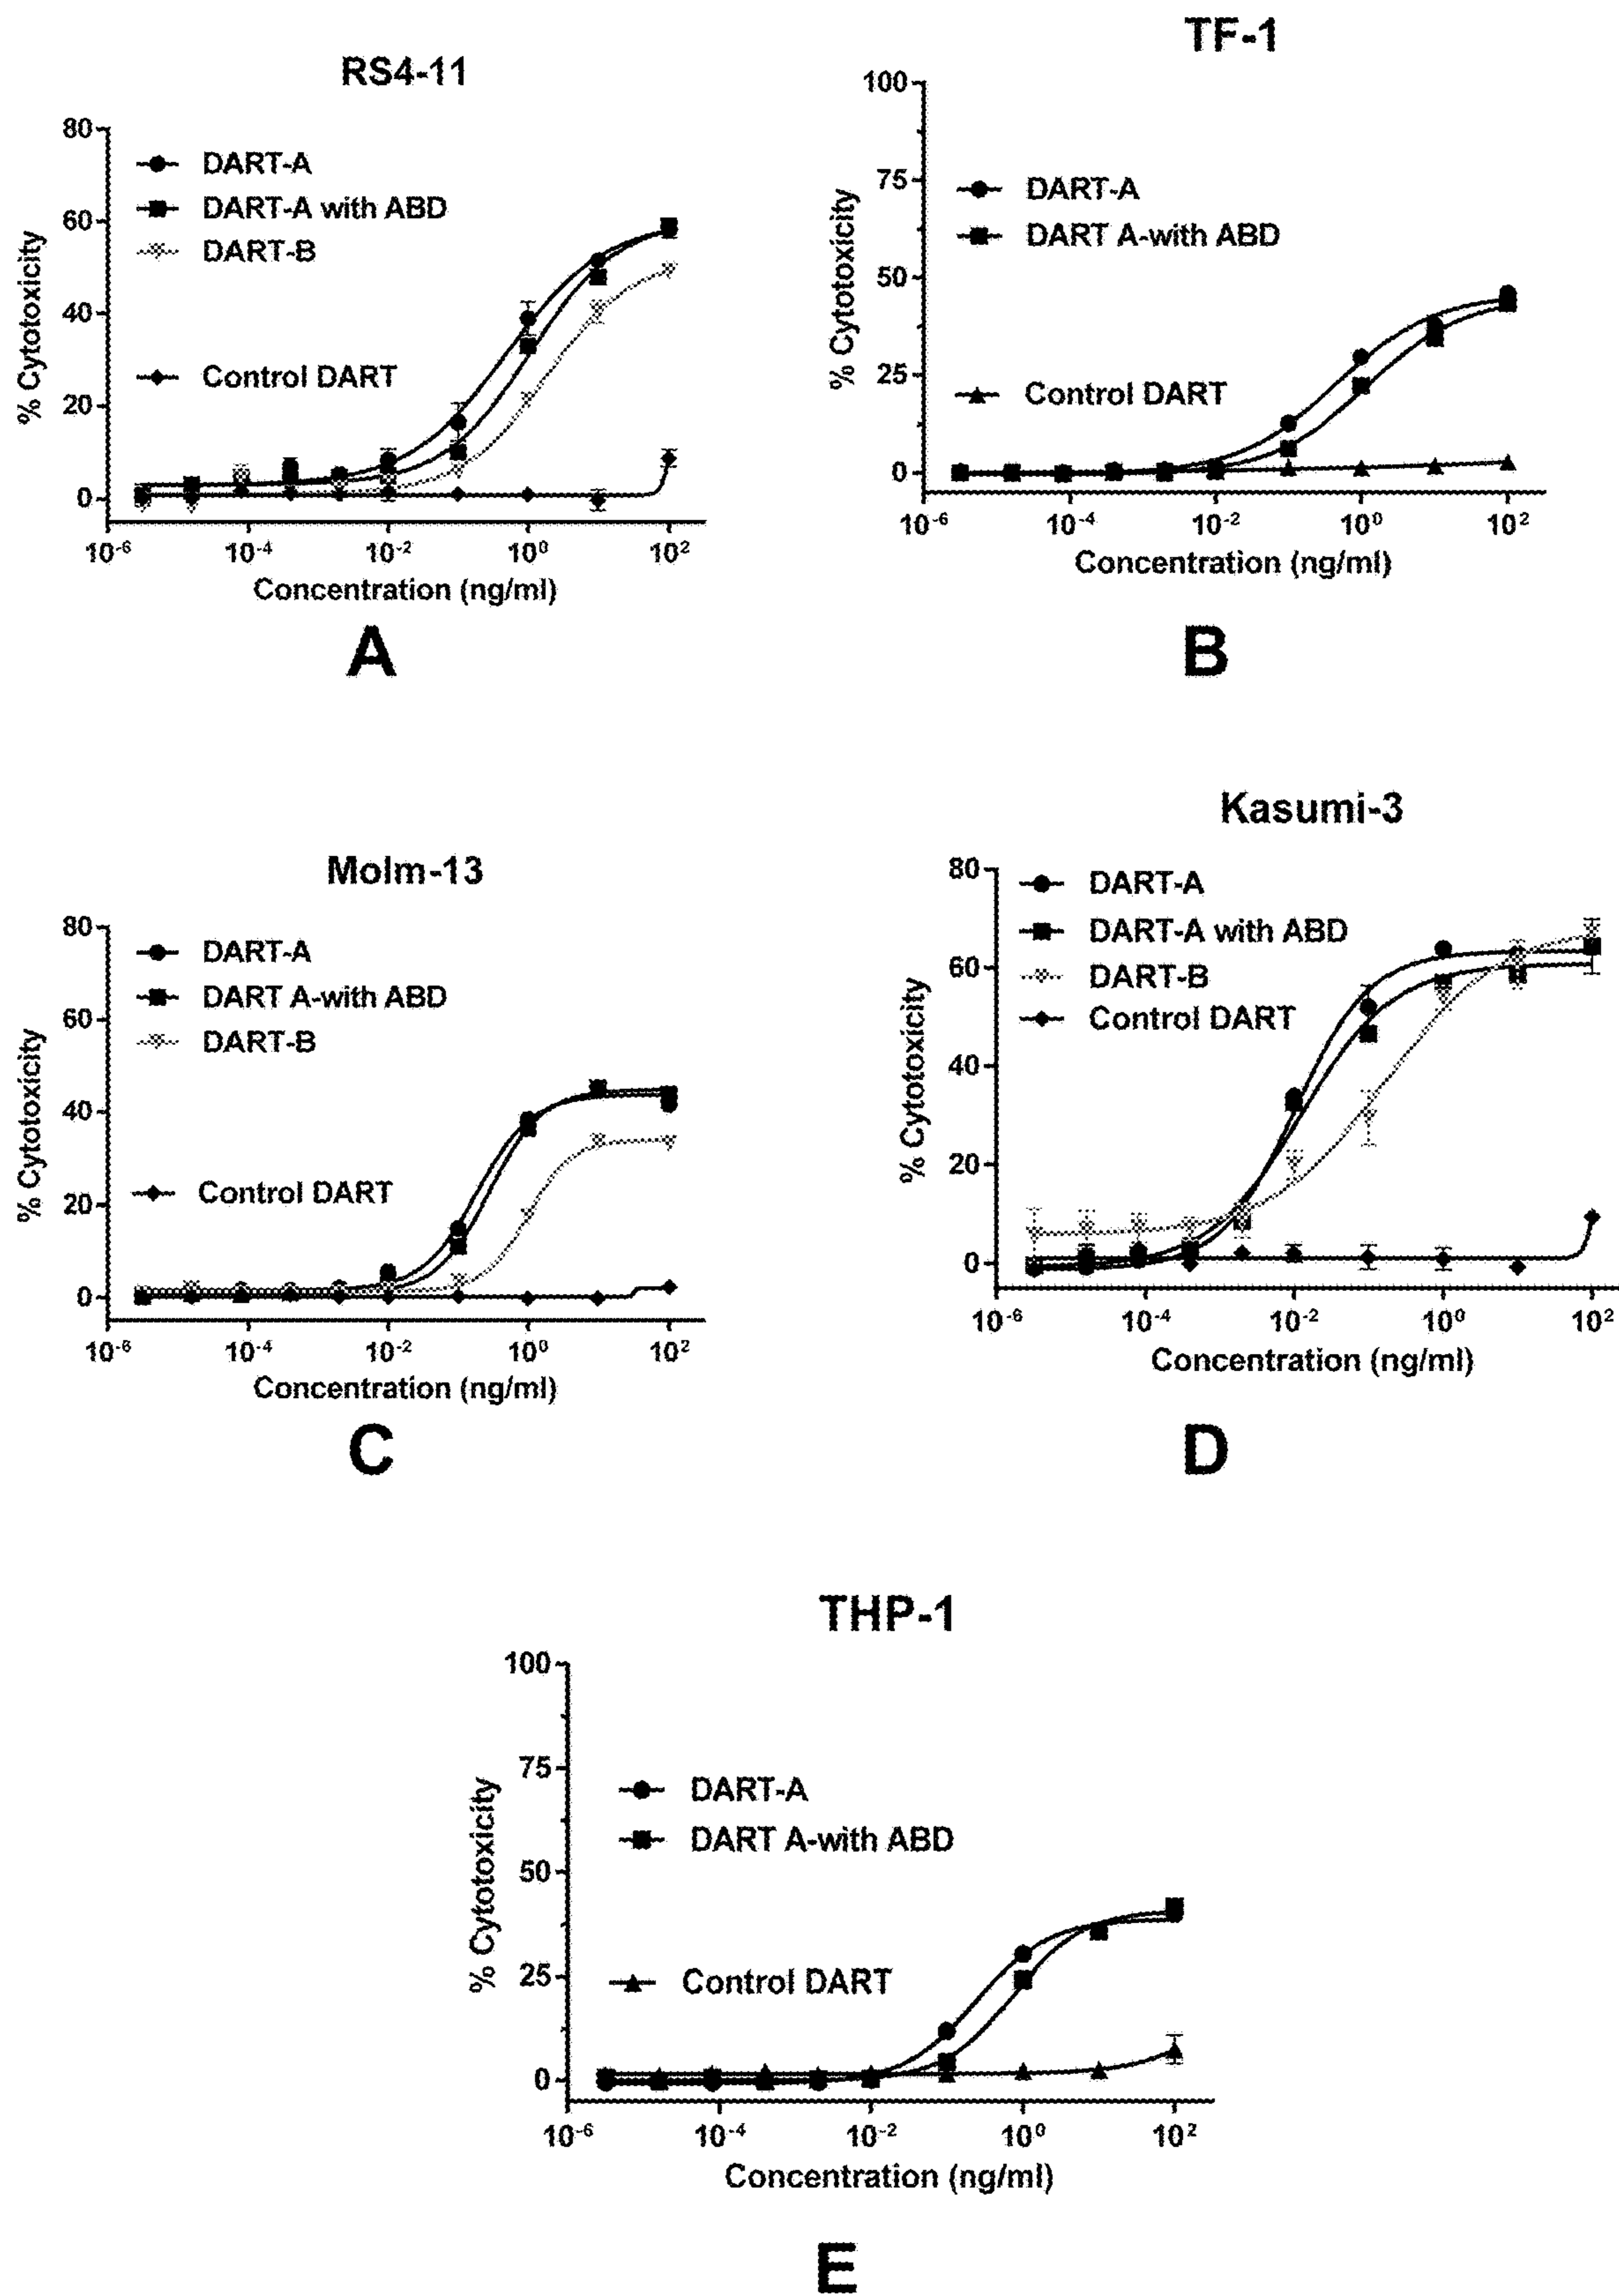 RS4-11
80
60
40
20
0
% Cytotoxicity
DART-A
DART-A with ABD
DART-B
Control DART
10⁻⁶ 10⁻⁴ 10⁻² 10⁰ 10²
Concentration (ng/ml)
A
TF-1
100
75
50
25
0
% Cytotoxicity
DART-A
DART A-with ABD
Control DART
10⁻⁶ 10⁻⁴ 10⁻² 10⁰ 10²
Concentration (ng/ml)
B
Molm-13
80
60
40
20
0
% Cytotoxicity
DART-A
DART A-with ABD
DART-B
Control DART
10⁻⁶ 10⁻⁴ 10⁻² 10⁰ 10²
Concentration (ng/ml)
C
Kasumi-3
80
60
40
20
0
% Cytotoxicity
DART-A
DART-A with ABD
DART-B
Control DART
10⁻⁶ 10⁻⁴ 10⁻² 10⁰ 10²
Concentration (ng/ml)
D
THP-1
100
75
50
25
0
% Cytotoxicity
DART-A
DART A-with ABD
Control DART
10⁻⁶ 10⁻⁴ 10⁻² 10⁰ 10²
Concentration (ng/ml)
E